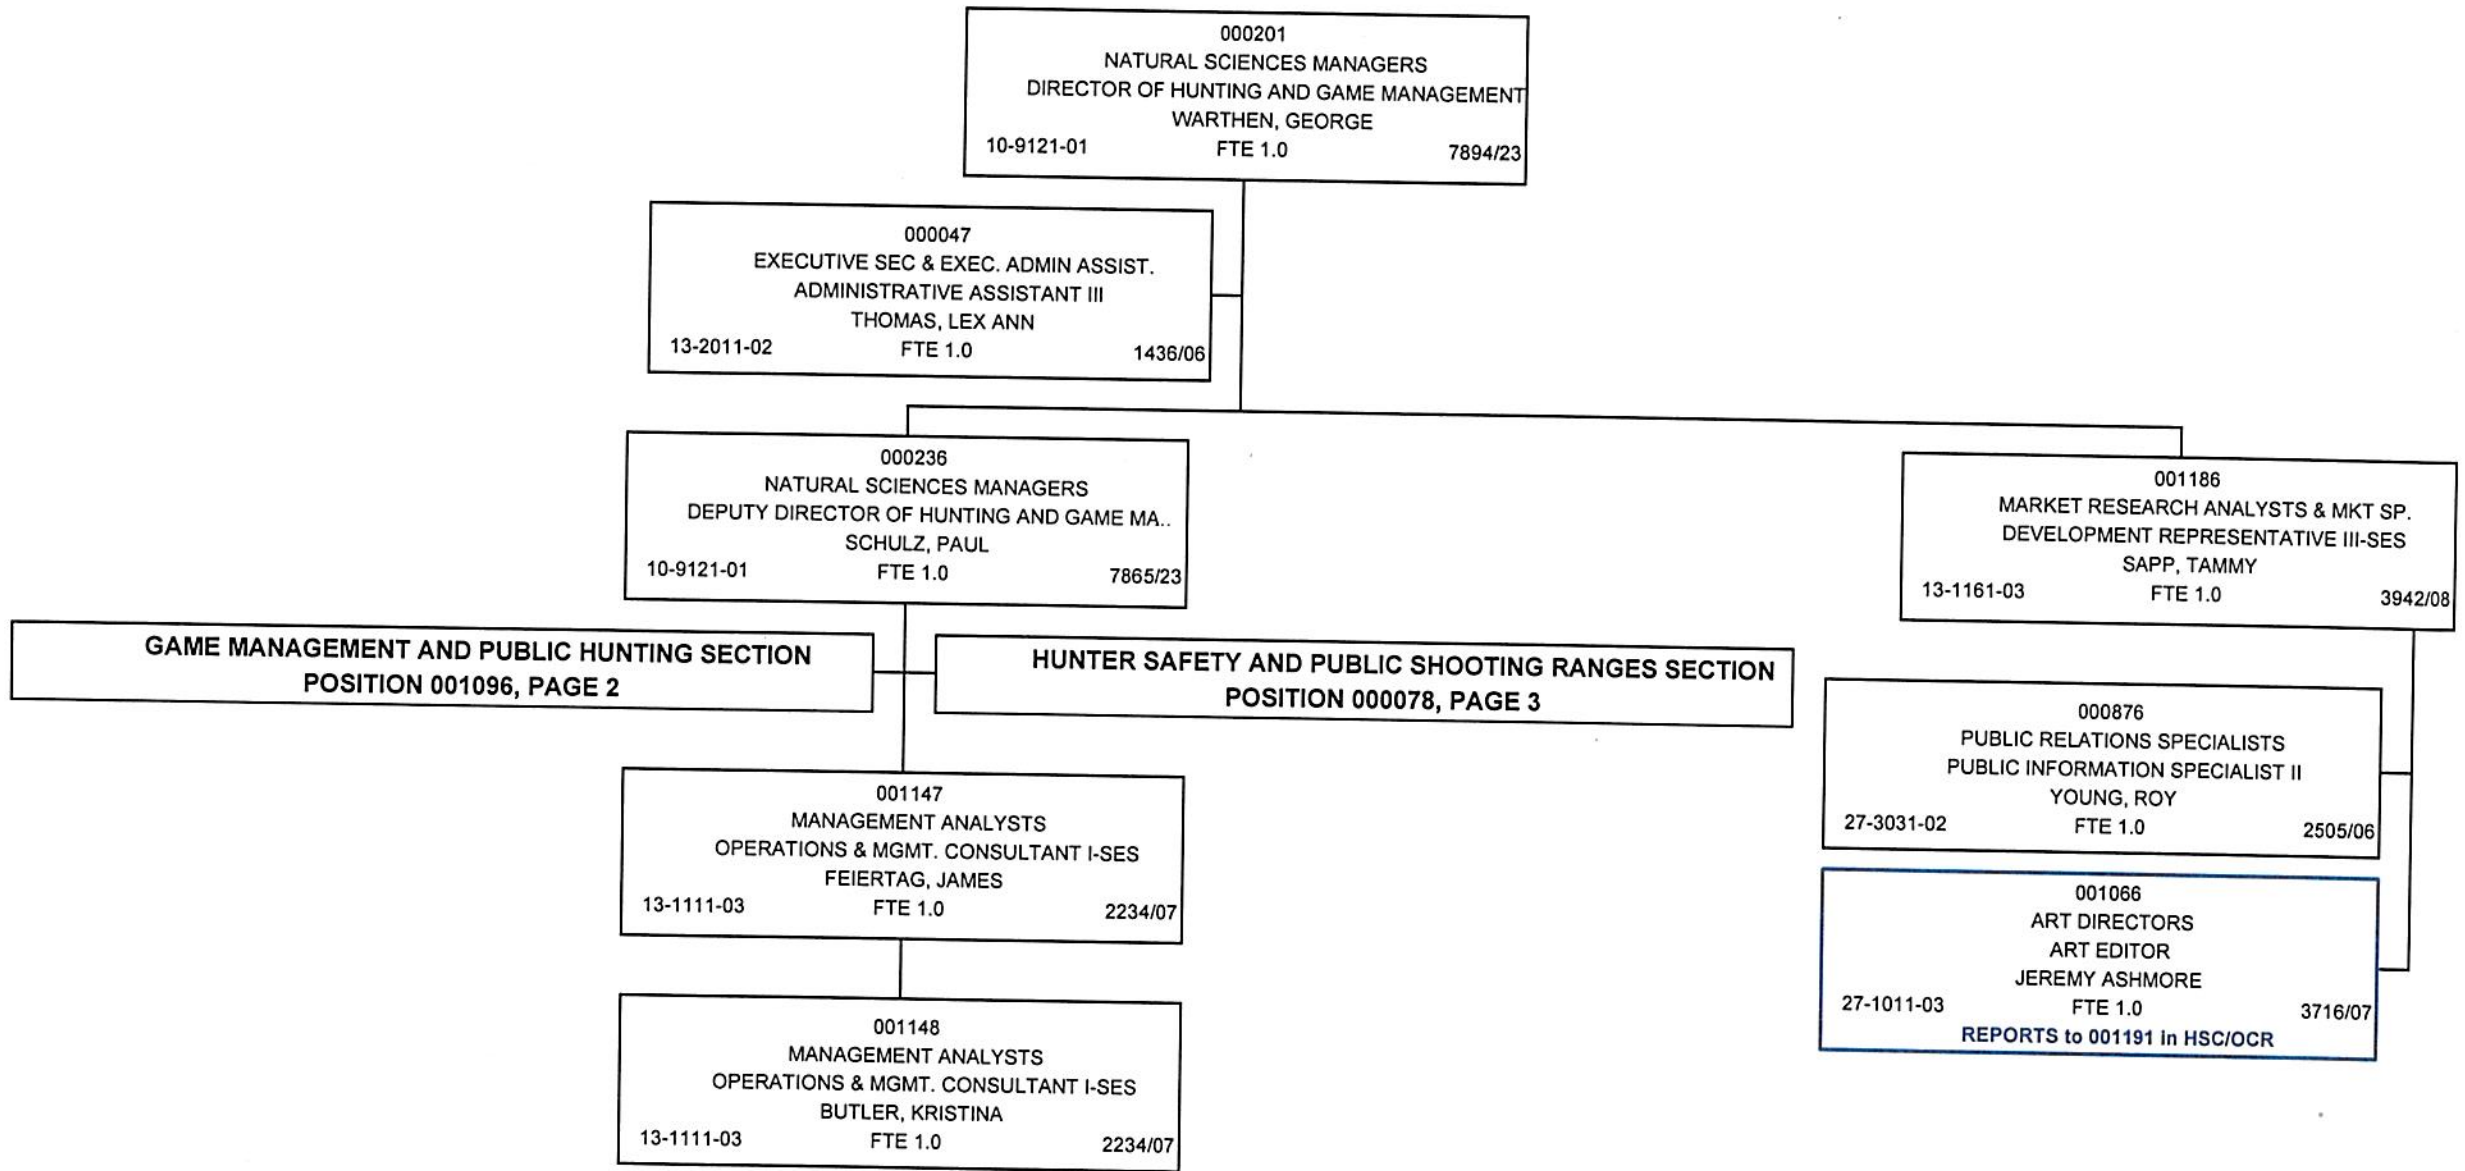 000201
NATURAL SCIENCES MANAGERS
DIRECTOR OF HUNTING AND GAME MANAGEMENT
WARTHEN, GEORGE
10-9121-01 FTE 1.0 7894/23
000047
EXECUTIVE SEC & EXEC. ADMIN ASSIST.
ADMINISTRATIVE ASSISTANT III
THOMAS, LEX ANN
13-2011-02 FTE 1.0 1436/06
000236
NATURAL SCIENCES MANAGERS
DEPUTY DIRECTOR OF HUNTING AND GAME MA..
SCHULZ, PAUL
10-9121-01 FTE 1.0 7865/23
001186
MARKET RESEARCH ANALYSTS & MKT SP.
DEVELOPMENT REPRESENTATIVE III-SES
SAPP, TAMMY
13-1161-03 FTE 1.0 3942/08
GAME MANAGEMENT AND PUBLIC HUNTING SECTION
POSITION 001096, PAGE 2
HUNTER SAFETY AND PUBLIC SHOOTING RANGES SECTION
POSITION 000078, PAGE 3
000876
PUBLIC RELATIONS SPECIALISTS
PUBLIC INFORMATION SPECIALIST II
YOUNG, ROY
27-3031-02 FTE 1.0 2505/06
001147
MANAGEMENT ANALYSTS
OPERATIONS & MGMT. CONSULTANT I-SES
FEIERTAG, JAMES
13-1111-03 FTE 1.0 2234/07
001066
ART DIRECTORS
ART EDITOR
JEREMY ASHMORE
27-1011-03 FTE 1.0 3716/07
REPORTS to 001191 in HSC/OCR
001148
MANAGEMENT ANALYSTS
OPERATIONS & MGMT. CONSULTANT I-SES
BUTLER, KRISTINA
13-1111-03 FTE 1.0 2234/07